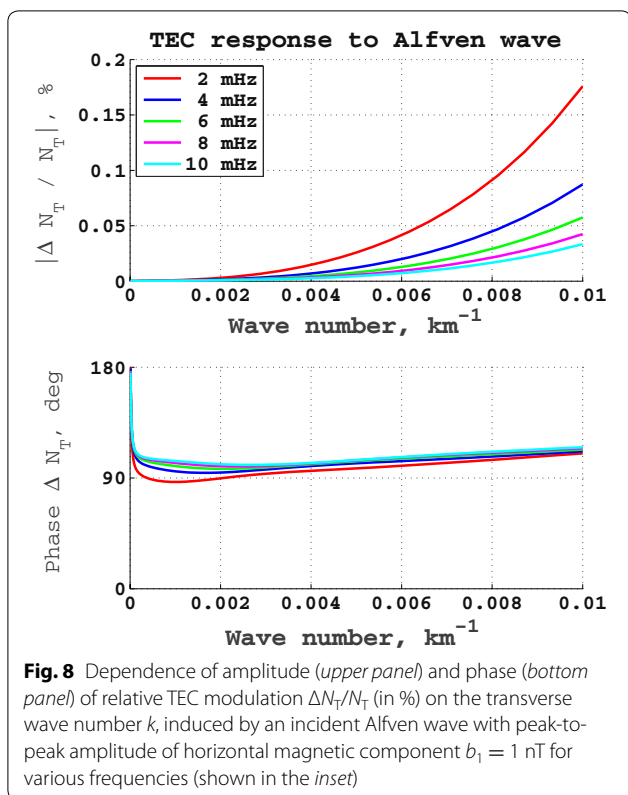 TEC response to Alfven wave
0.2
0.15
0.1
0.05
0
|Δ N_T / N_T|, %
2 mHz
4 mHz
6 mHz
8 mHz
10 mHz
0 0.002 0.004 0.006 0.008 0.01
Wave number, km⁻¹
180
90
0
Phase Δ N_T, deg
0 0.002 0.004 0.006 0.008 0.01
Wave number, km⁻¹
Fig. 8 Dependence of amplitude (upper panel) and phase (bottom
panel) of relative TEC modulation ΔN_T/N_T (in %) on the transverse
wave number k, induced by an incident Alfven wave with peak-to-
peak amplitude of horizontal magnetic component b₁ = 1 nT for
various frequencies (shown in the inset)